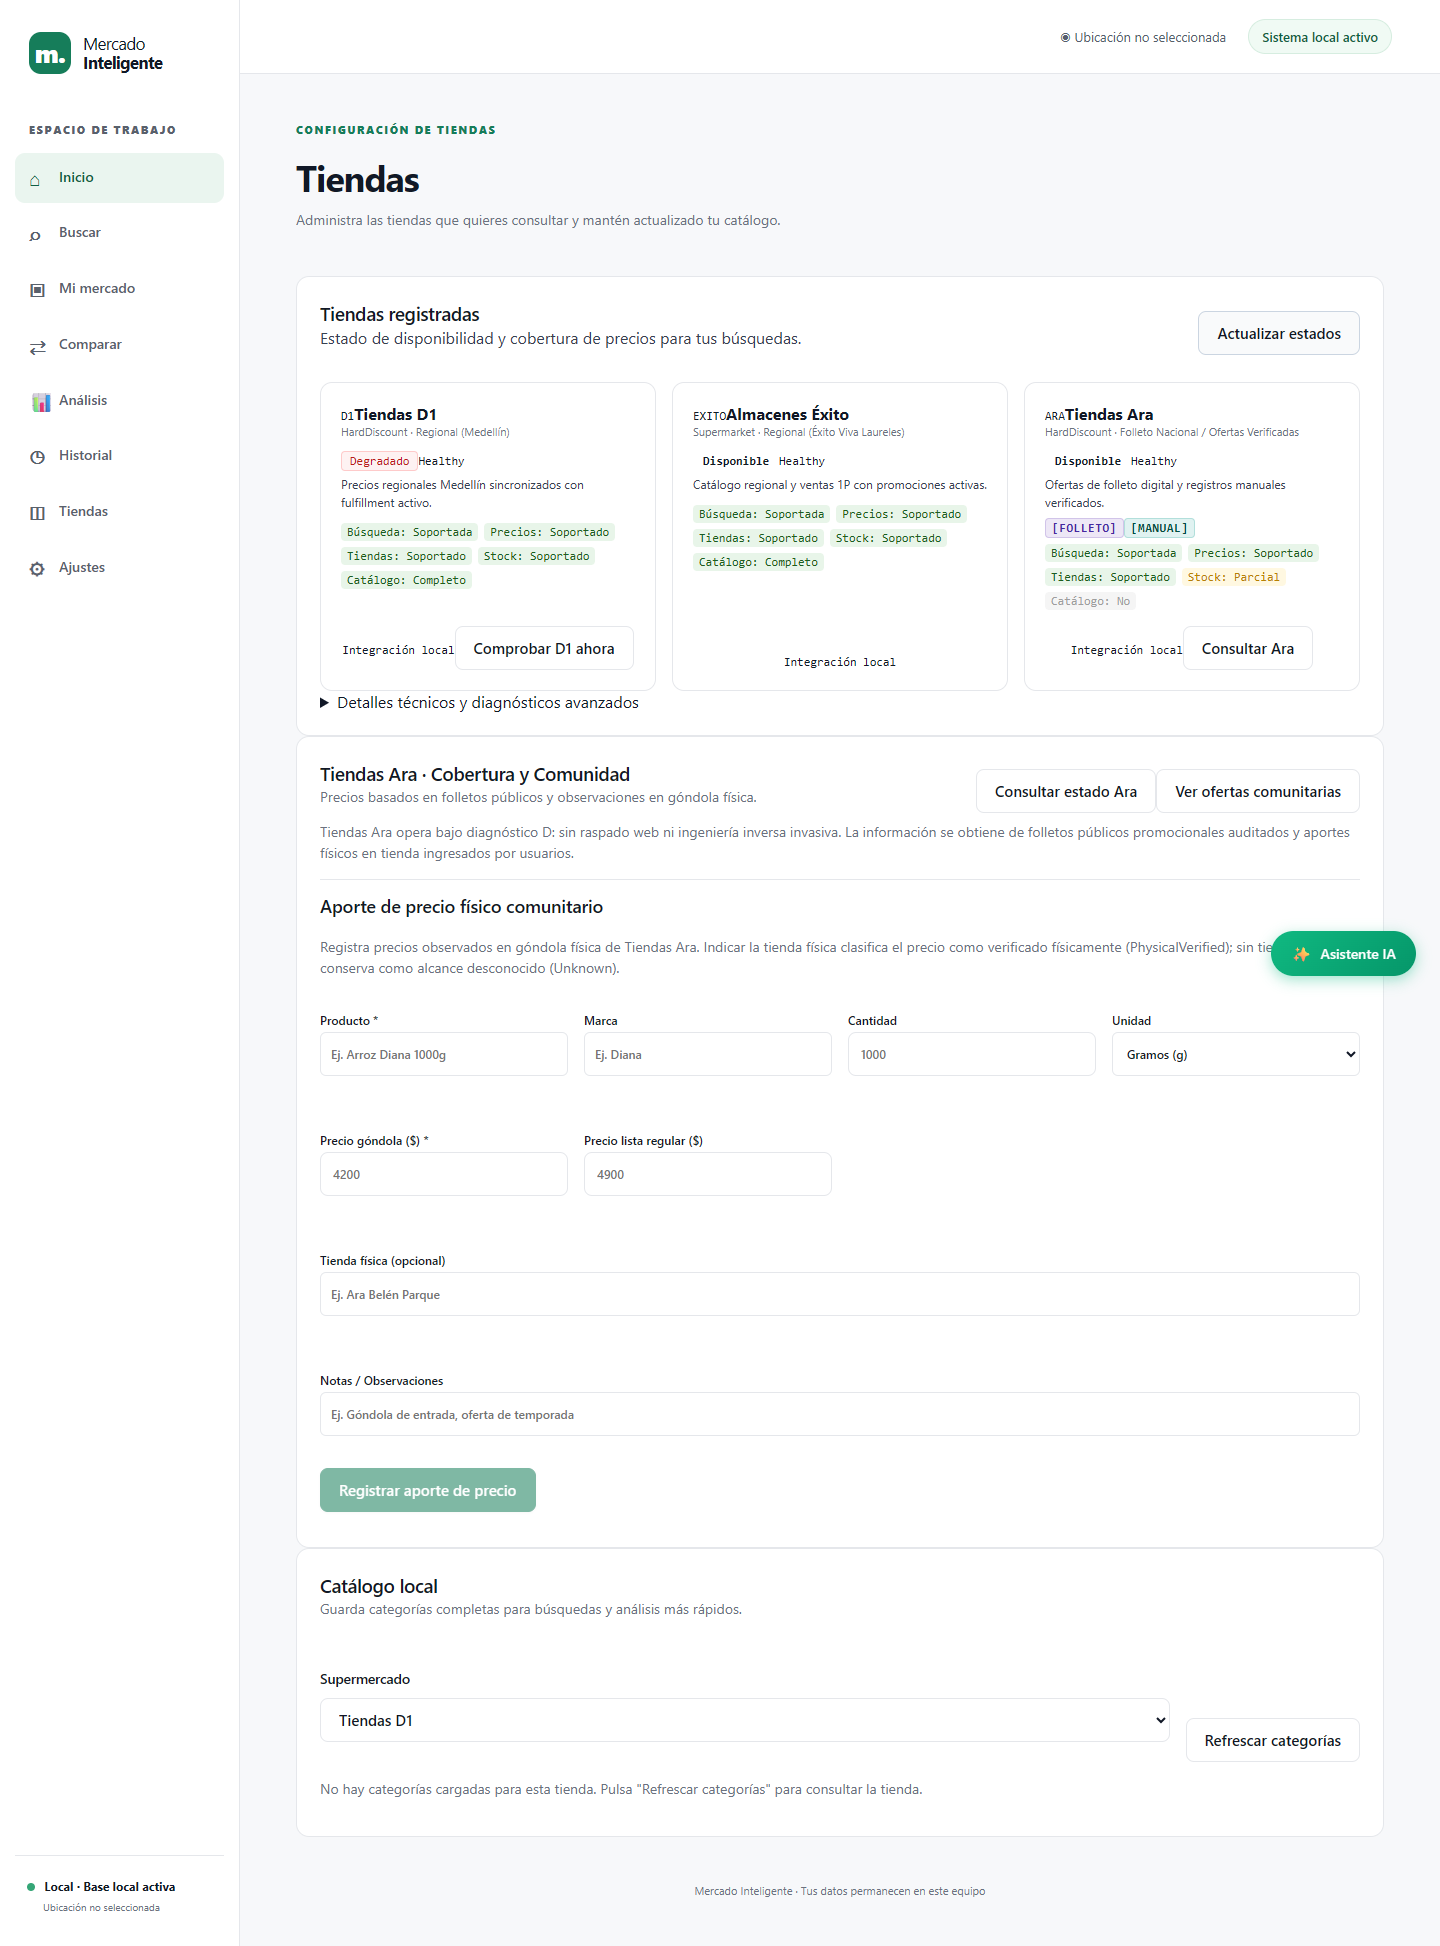 m.
Mercado
Inteligente
ESPACIO DE TRABAJO
Inicio
Buscar
Mi mercado
Comparar
Análisis
Historial
Tiendas
Ajustes
Local · Base local activa
Ubicación no seleccionada
Ubicación no seleccionada
Sistema local activo
CONFIGURACIÓN DE TIENDAS
Tiendas
Administra las tiendas que quieres consultar y mantén actualizado tu catálogo.
Tiendas registradas
Estado de disponibilidad y cobertura de precios para tus búsquedas.
Actualizar estados
D1Tiendas D1
HardDiscount · Regional (Medellín)
Degradado Healthy
Precios regionales Medellín sincronizados con
fulfillment activo.
Búsqueda: Soportada Precios: Soportado
Tiendas: Soportado Stock: Soportado
Catálogo: Completo
Integración local Comprobar D1 ahora
EXITOAlmacenes Éxito
Supermarket · Regional (Éxito Viva Laureles)
Disponible Healthy
Catálogo regional y ventas 1P con promociones activas.
Búsqueda: Soportada Precios: Soportado
Tiendas: Soportado Stock: Soportado
Catálogo: Completo
Integración local
ARATiendas Ara
HardDiscount · Folleto Nacional / Ofertas Verificadas
Disponible Healthy
Ofertas de folleto digital y registros manuales
verificados.
[FOLLETO] [MANUAL]
Búsqueda: Soportada Precios: Soportado
Tiendas: Soportado Stock: Parcial
Catálogo: No
Integración local Consultar Ara
Detalles técnicos y diagnósticos avanzados
Tiendas Ara · Cobertura y Comunidad
Precios basados en folletos públicos y observaciones en góndola física.
Consultar estado Ara Ver ofertas comunitarias
Tiendas Ara opera bajo diagnóstico D: sin raspado web ni ingeniería inversa invasiva. La información se obtiene de folletos públicos promocionales auditados y aportes
físicos en tienda ingresados por usuarios.
Aporte de precio físico comunitario
Registra precios observados en góndola física de Tiendas Ara. Indicar la tienda física clasifica el precio como verificado físicamente (PhysicalVerified); sin tie
conserva como alcance desconocido (Unknown).
Asistente IA
Producto * Marca Cantidad Unidad
Ej. Arroz Diana 1000g Ej. Diana 1000 Gramos (g)
Precio góndola ($) * Precio lista regular ($)
4200 4900
Tienda física (opcional)
Ej. Ara Belén Parque
Notas / Observaciones
Ej. Góndola de entrada, oferta de temporada
Registrar aporte de precio
Catálogo local
Guarda categorías completas para búsquedas y análisis más rápidos.
Supermercado
Tiendas D1
Refrescar categorías
No hay categorías cargadas para esta tienda. Pulsa "Refrescar categorías" para consultar la tienda.
Mercado Inteligente · Tus datos permanecen en este equipo